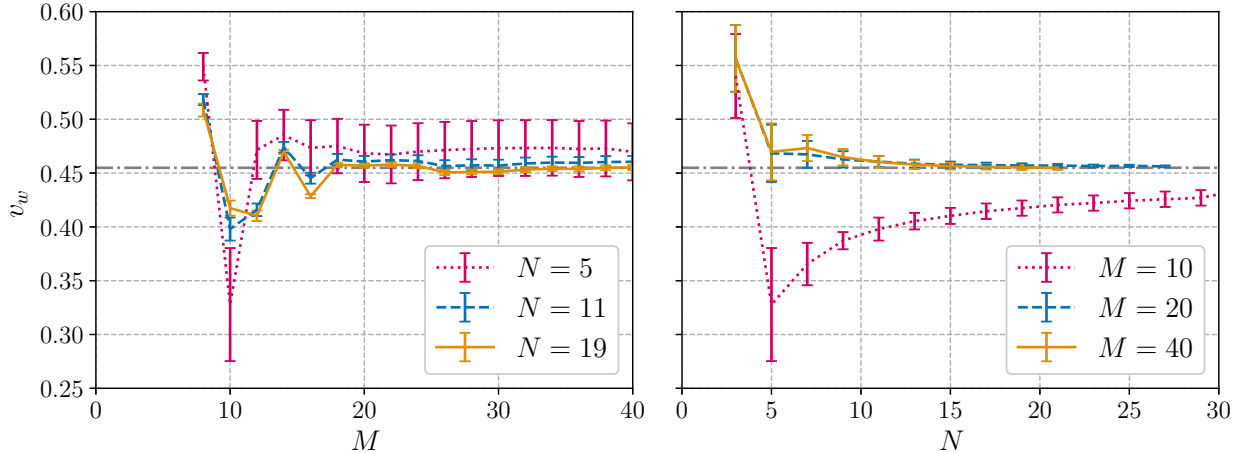 0.60
0.55
0.50
0.45
0.40
0.35
0.30
0.25
v_w
0 10 20 30 40
M
N = 5
N = 11
N = 19
0 5 10 15 20 25 30
N
M = 10
M = 20
M = 40